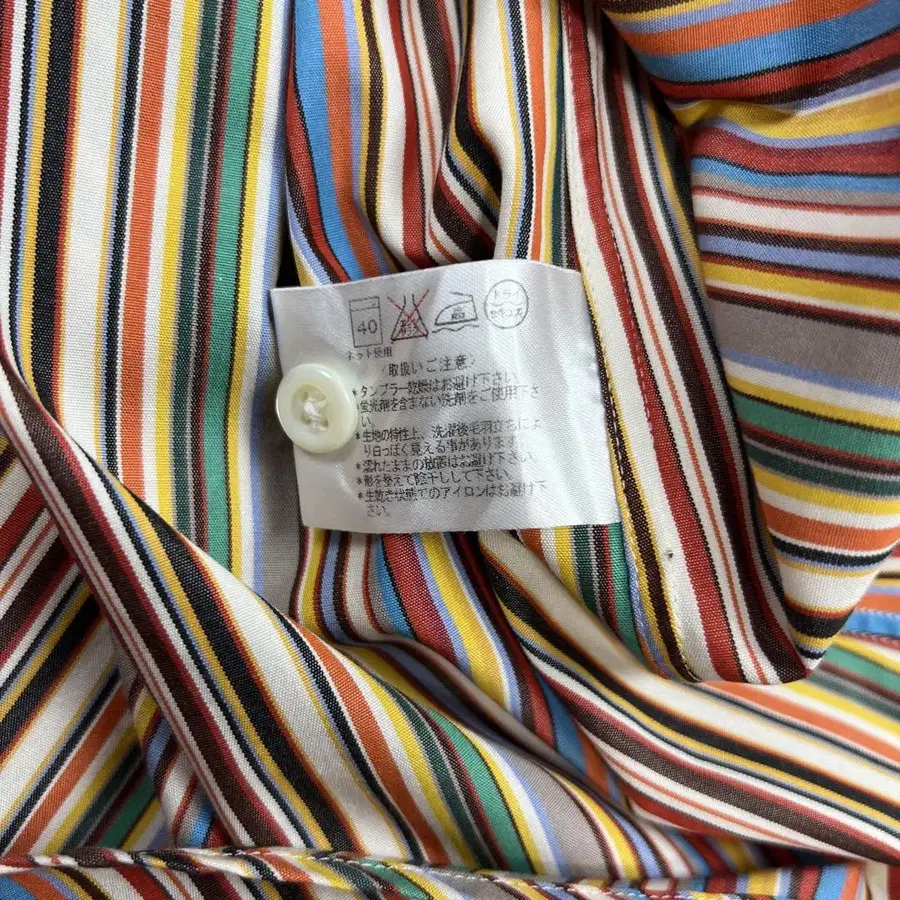 40
高
ドライ
セキユ系
ネット使用
〈取扱いご注意〉
*タンブラー乾燥はお避け下さい。
*蛍光剤を含まない洗剤をご使用下さい。
*生地の特性上、洗濯後毛羽立ちによ
り白っぽく見える事があります。
*濡れたままの放置はお避け下さい。
*形を整えて陰干しして下さい。
*生乾き状態でのアイロンはお避け下
さい。